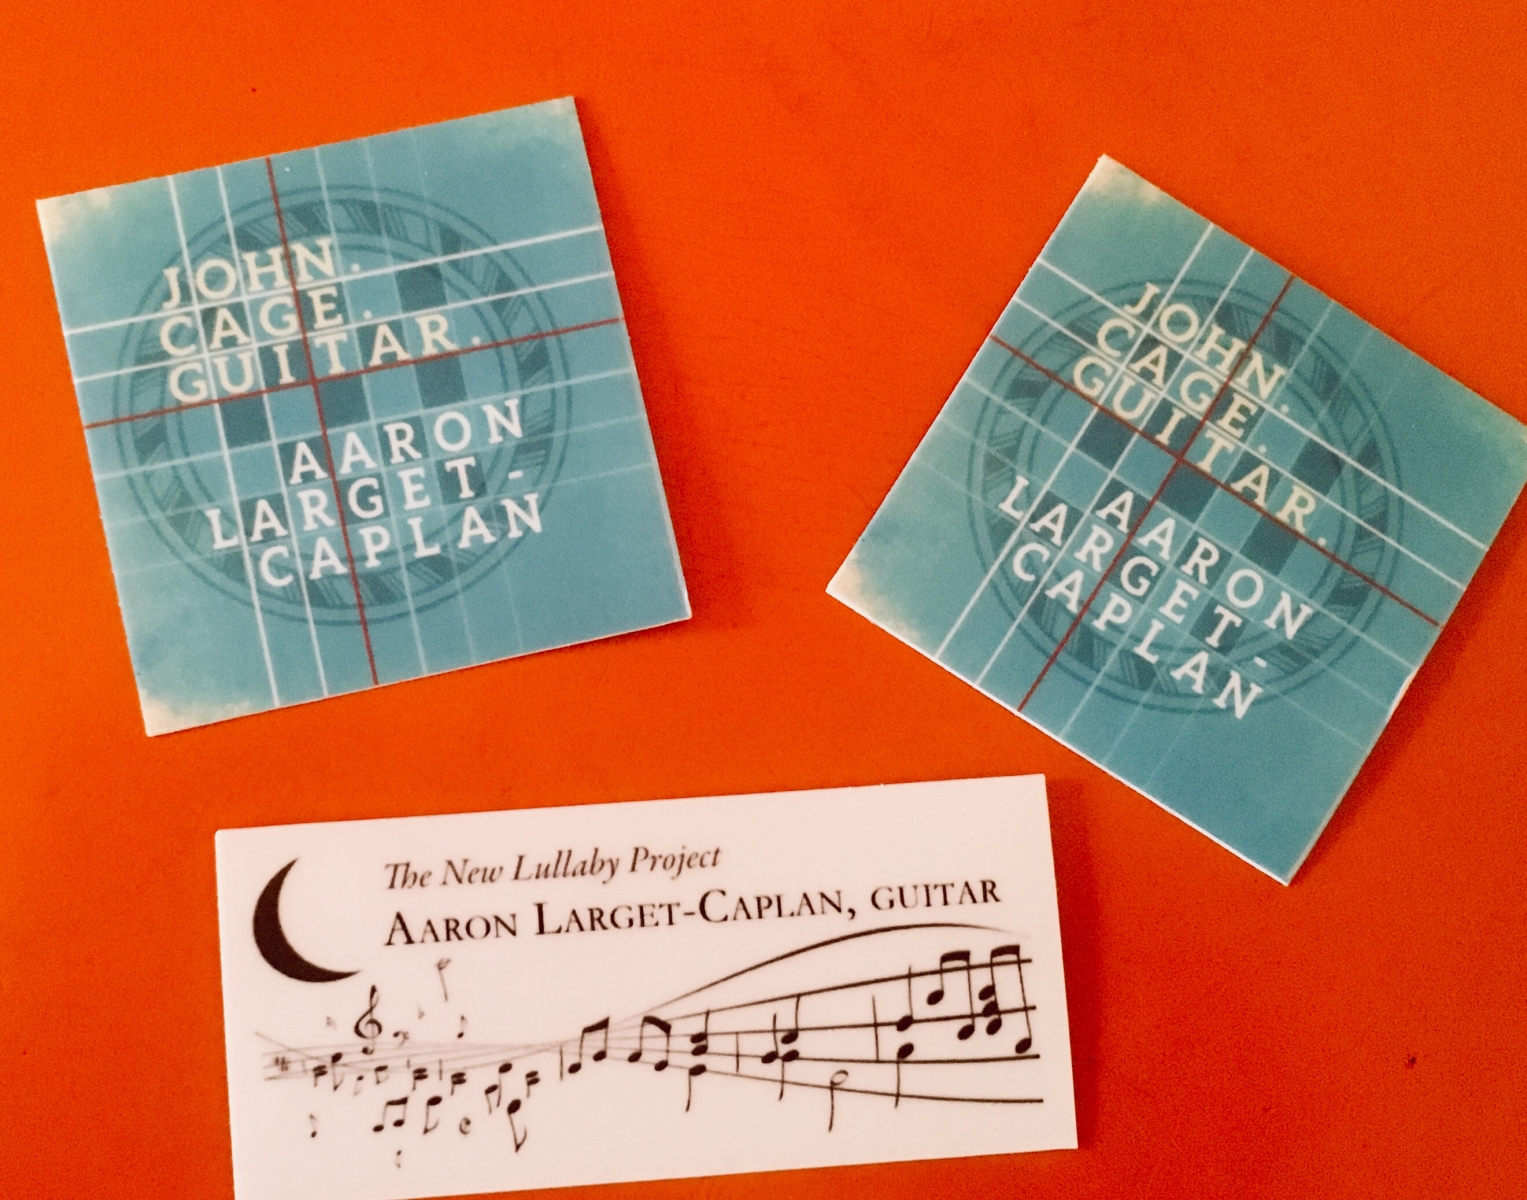 JOHN.
CAGE.
GUITAR.
AARON
LARGET-
CAPLAN
JOHN.
CAGE.
GUITAR.
AARON
LARGET-
CAPLAN
The New Lullaby Project
AARON LARGET-CAPLAN, GUITAR